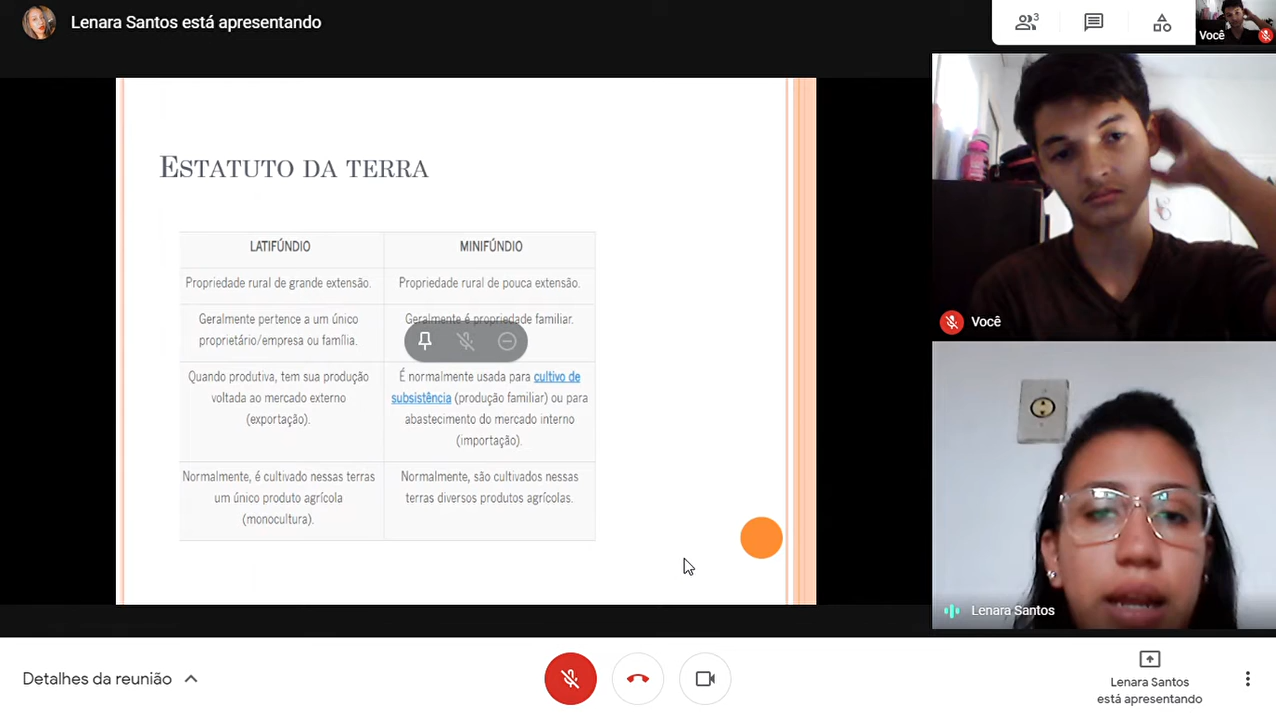 Lenara Santos está apresentando
3
Você
ESTATUTO DA TERRA
LATIFÚNDIO
MINIFÚNDIO
Propriedade rural de grande extensão.
Propriedade rural de pouca extensão.
Geralmente pertence a um único
proprietário/empresa ou família.
Geralmente é propriedade familiar.
Quando produtiva, tem sua produção
voltada ao mercado externo
(exportação).
É normalmente usada para cultivo de
subsistência (produção familiar) ou para
abastecimento do mercado interno
(importação).
Normalmente, é cultivado nessas terras
um único produto agrícola
(monocultura).
Normalmente, são cultivados nessas
terras diversos produtos agrícolas.
Você
Lenara Santos
Detalhes da reunião
Lenara Santos
está apresentando